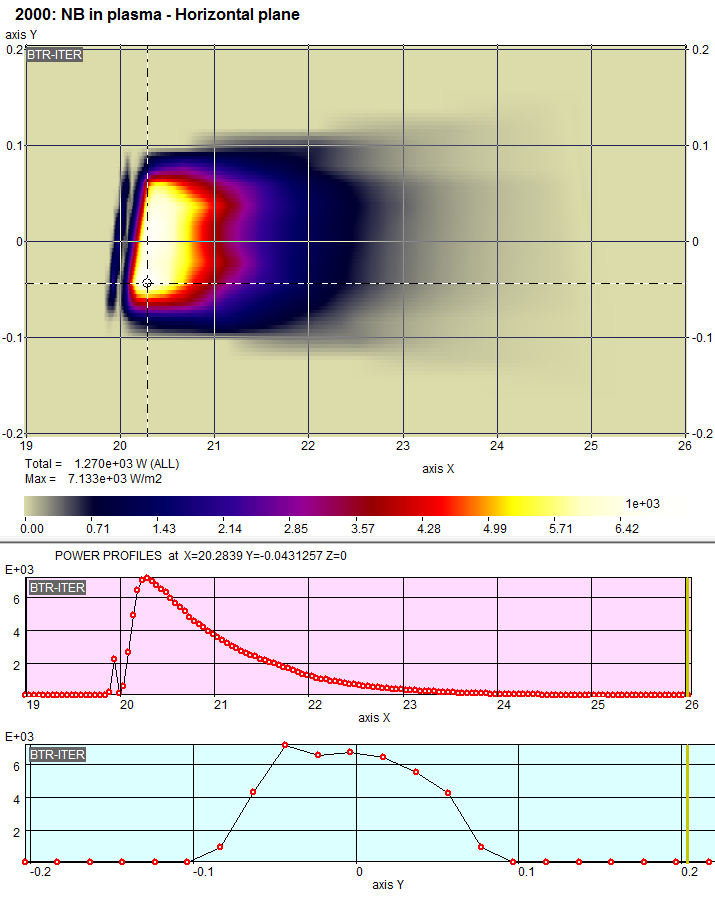 2000: NB in plasma - Horizontal plane
axis Y
BTR-ITER
0.2 0.2
0.1 0.1
0 0
-0.1 -0.1
-0.2 -0.2
19 20 21 22 23 24 25 26
Total = 1.270e+03 W (ALL)
axis X
Max = 7.133e+03 W/m2
1e+03
0.00 0.71 1.43 2.14 2.85 3.57 4.28 4.99 5.71 6.42
POWER PROFILES at X=20.2839 Y=-0.0431257 Z=0
E+03
BTR-ITER
6
4
2
19 20 21 22 23 24 25 26
axis X
E+03
BTR-ITER
6
4
2
-0.2 -0.1 0 0.1 0.2
axis Y